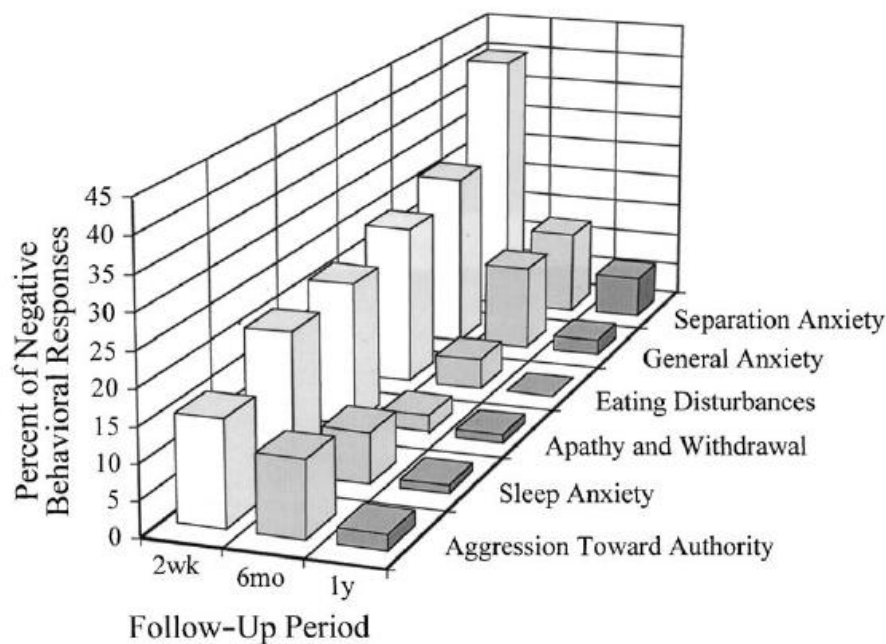 45
40
35
30
25
20
15
10
5
0
Percent of Negative
Behavioral Responses
2wk
6mo
1y
Follow-Up Period
Separation Anxiety
General Anxiety
Eating Disturbances
Apathy and Withdrawal
Sleep Anxiety
Aggression Toward Authority